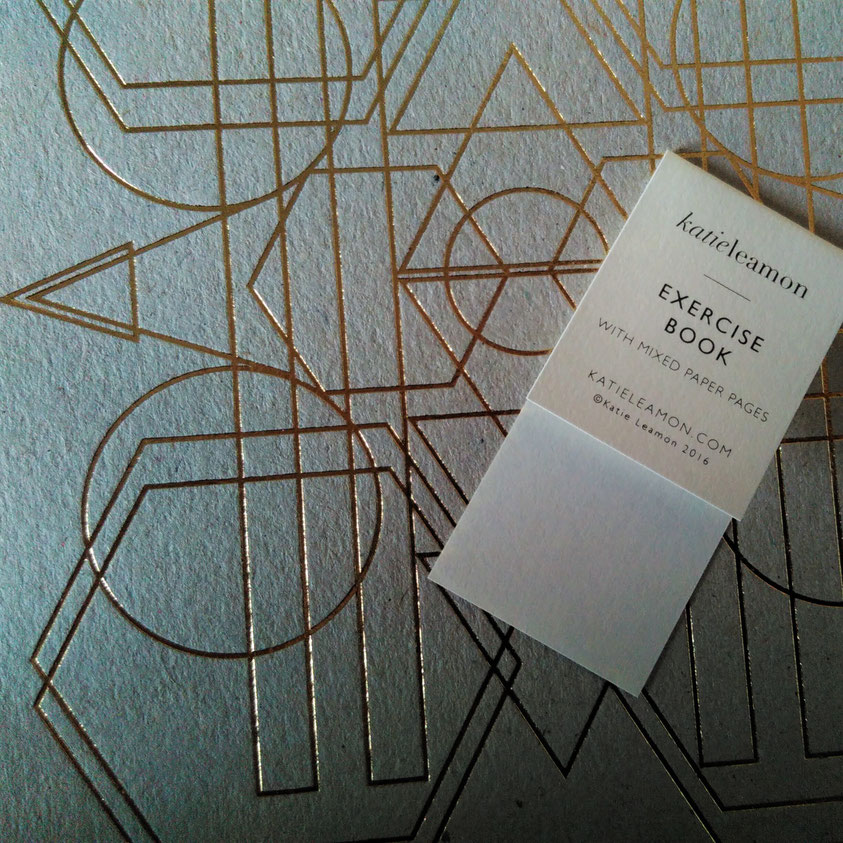 katieleamon
EXERCISE
BOOK
WITH MIXED PAPER PAGES
KATIELEAMON.COM
©Katie Leamon 2016